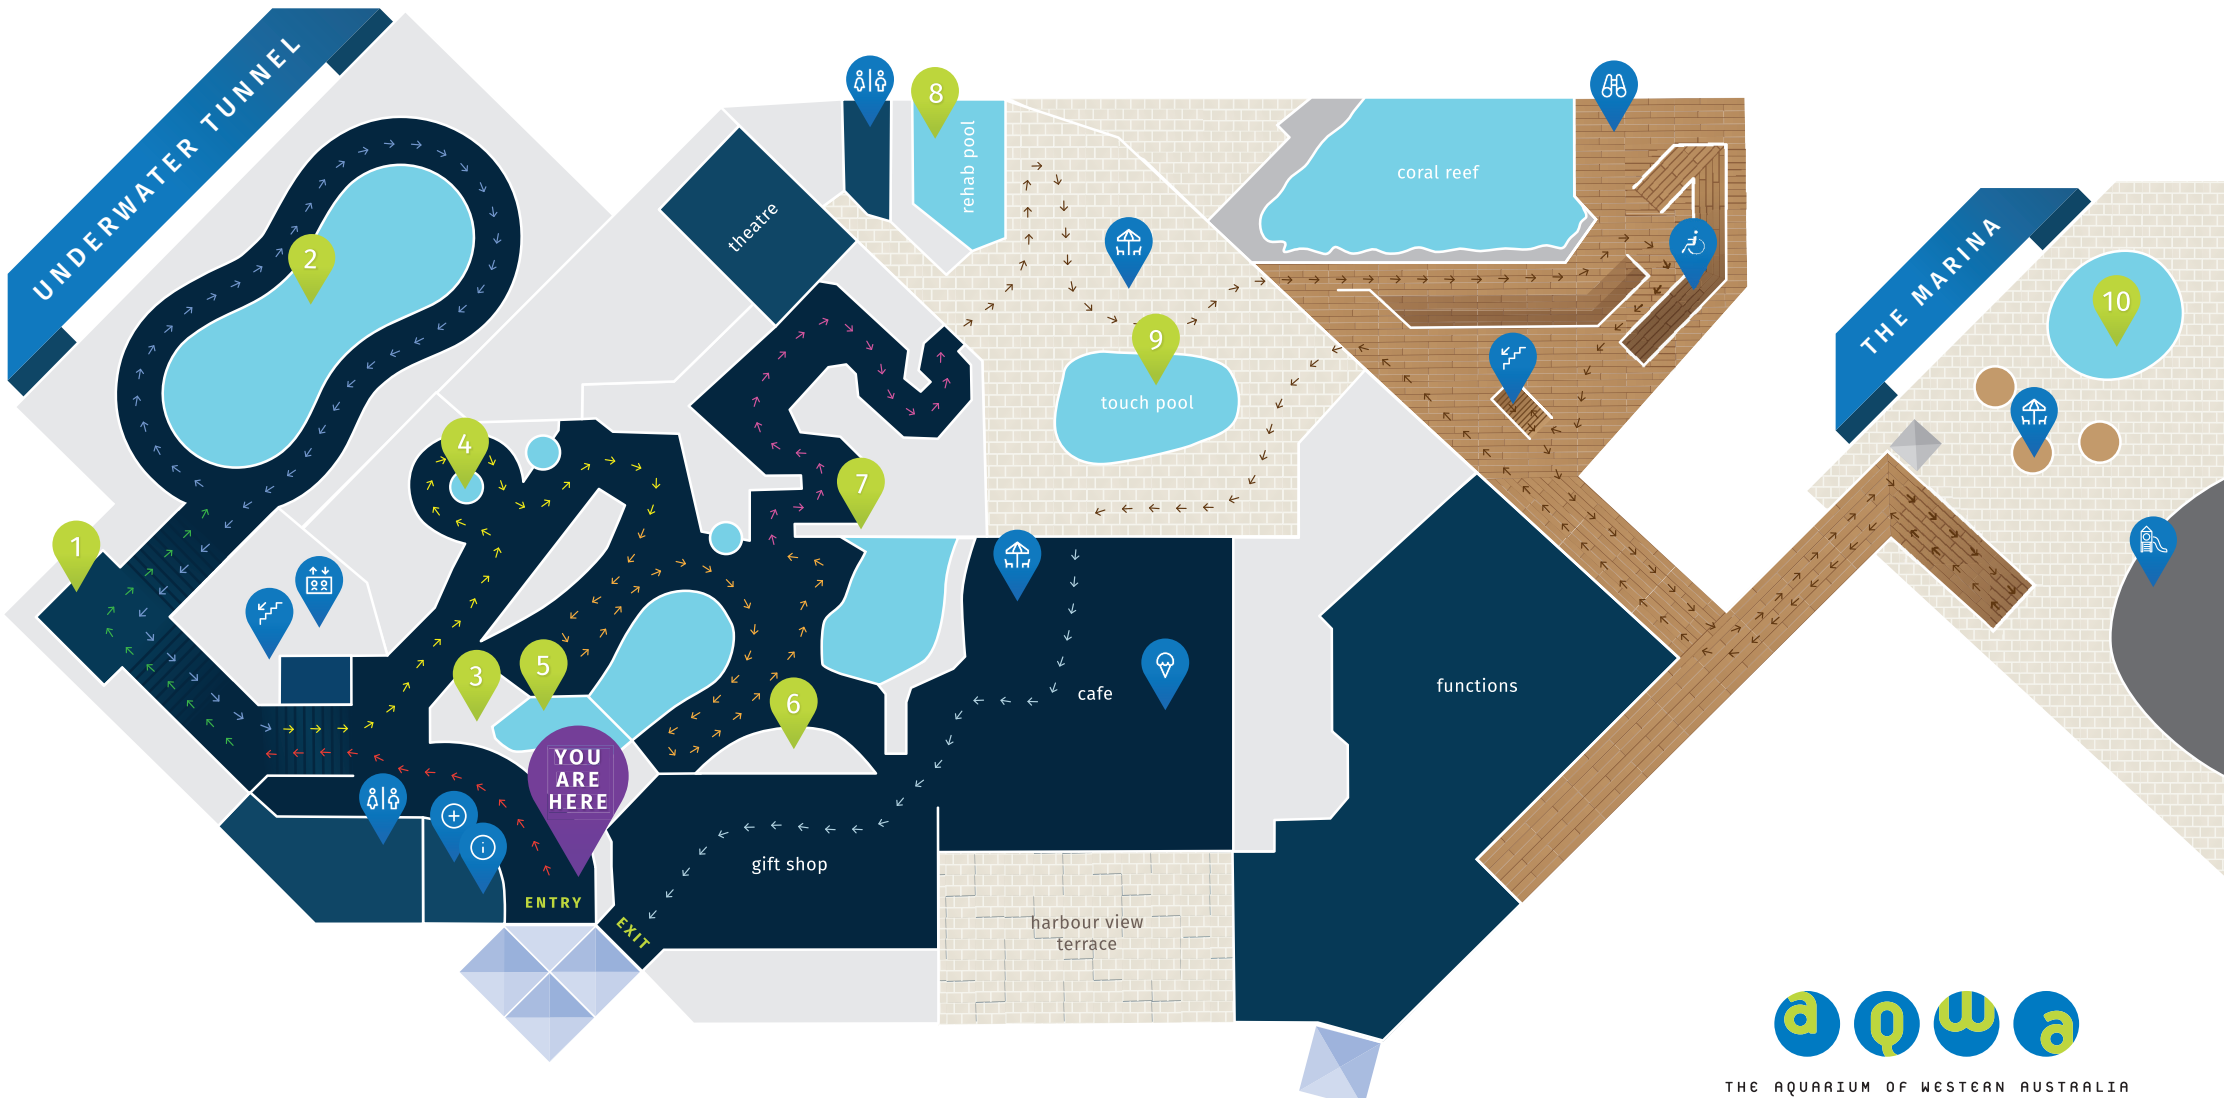 UNDERWATER TUNNEL
8
rehab pool
coral reef
theatre
THE MARINA
2
10
9
touch pool
4
7
1
3
5
6
cafe
functions
YOU
ARE
HERE
gift shop
ENTRY
EXIT
harbour view
terrace
aqwa
THE AQUARIUM OF WESTERN AUSTRALIA